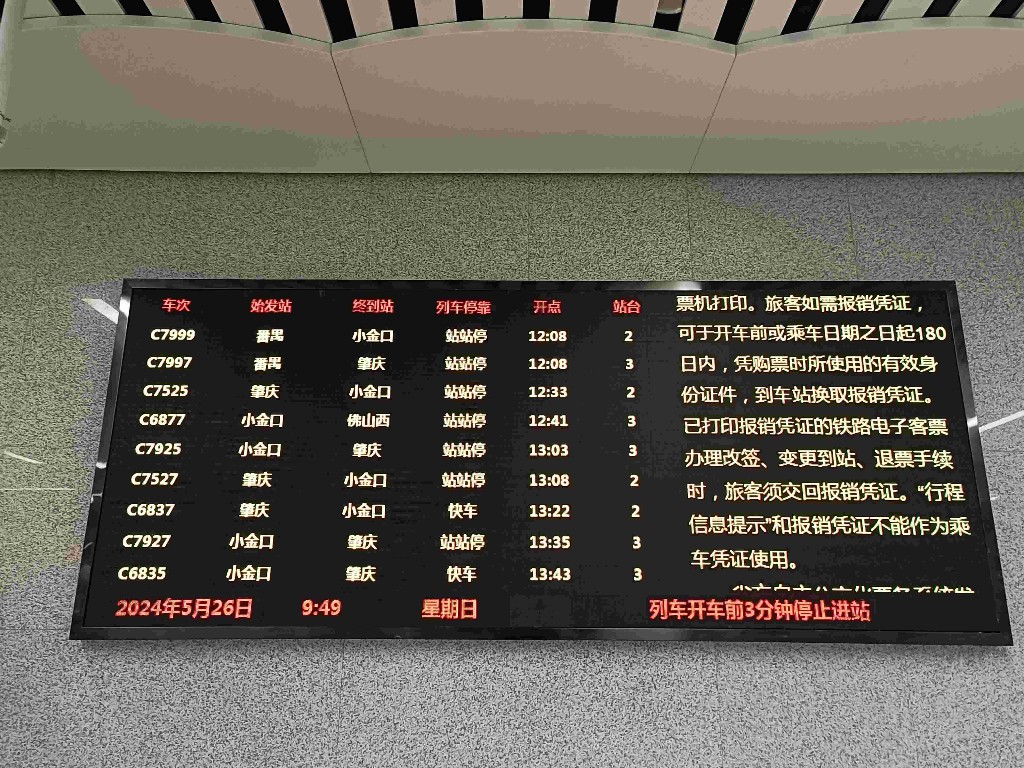 车次 始发站 终到站 列车停靠 开点 站台
C7999 番禺 小金口 站站停 12:08 2
C7997 番禺 肇庆 站站停 12:08 3
C7525 肇庆 小金口 站站停 12:33 2
C6877 小金口 佛山西 站站停 12:41 3
C7925 小金口 肇庆 站站停 13:03 3
C7527 肇庆 小金口 站站停 13:08 2
C6837 肇庆 小金口 快车 13:22 2
C7927 小金口 肇庆 站站停 13:35 3
C6835 小金口 肇庆 快车 13:43 3
票机打印。旅客如需报销凭证，
可于开车前或乘车日期之日起180
日内，凭购票时所使用的有效身
份证件，到车站换取报销凭证。
已打印报销凭证的铁路电子客票
办理改签、变更到站、退票手续
时，旅客须交回报销凭证。“行程
信息提示”和报销凭证不能作为乘
车凭证使用。
2024年5月26日 9:49 星期日 列车开车前3分钟停止进站